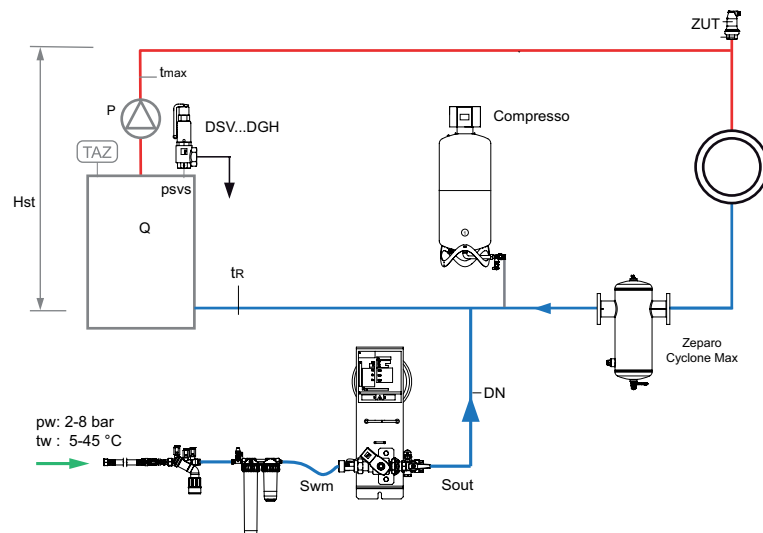 ZUT
tmax
P
DSV...DGH
Compresso
TAZ
psvs
Hst
Q
tR
Zeparo
Cyclone Max
DN
pw: 2-8 bar
tw : 5-45 °C
Swm
Sout